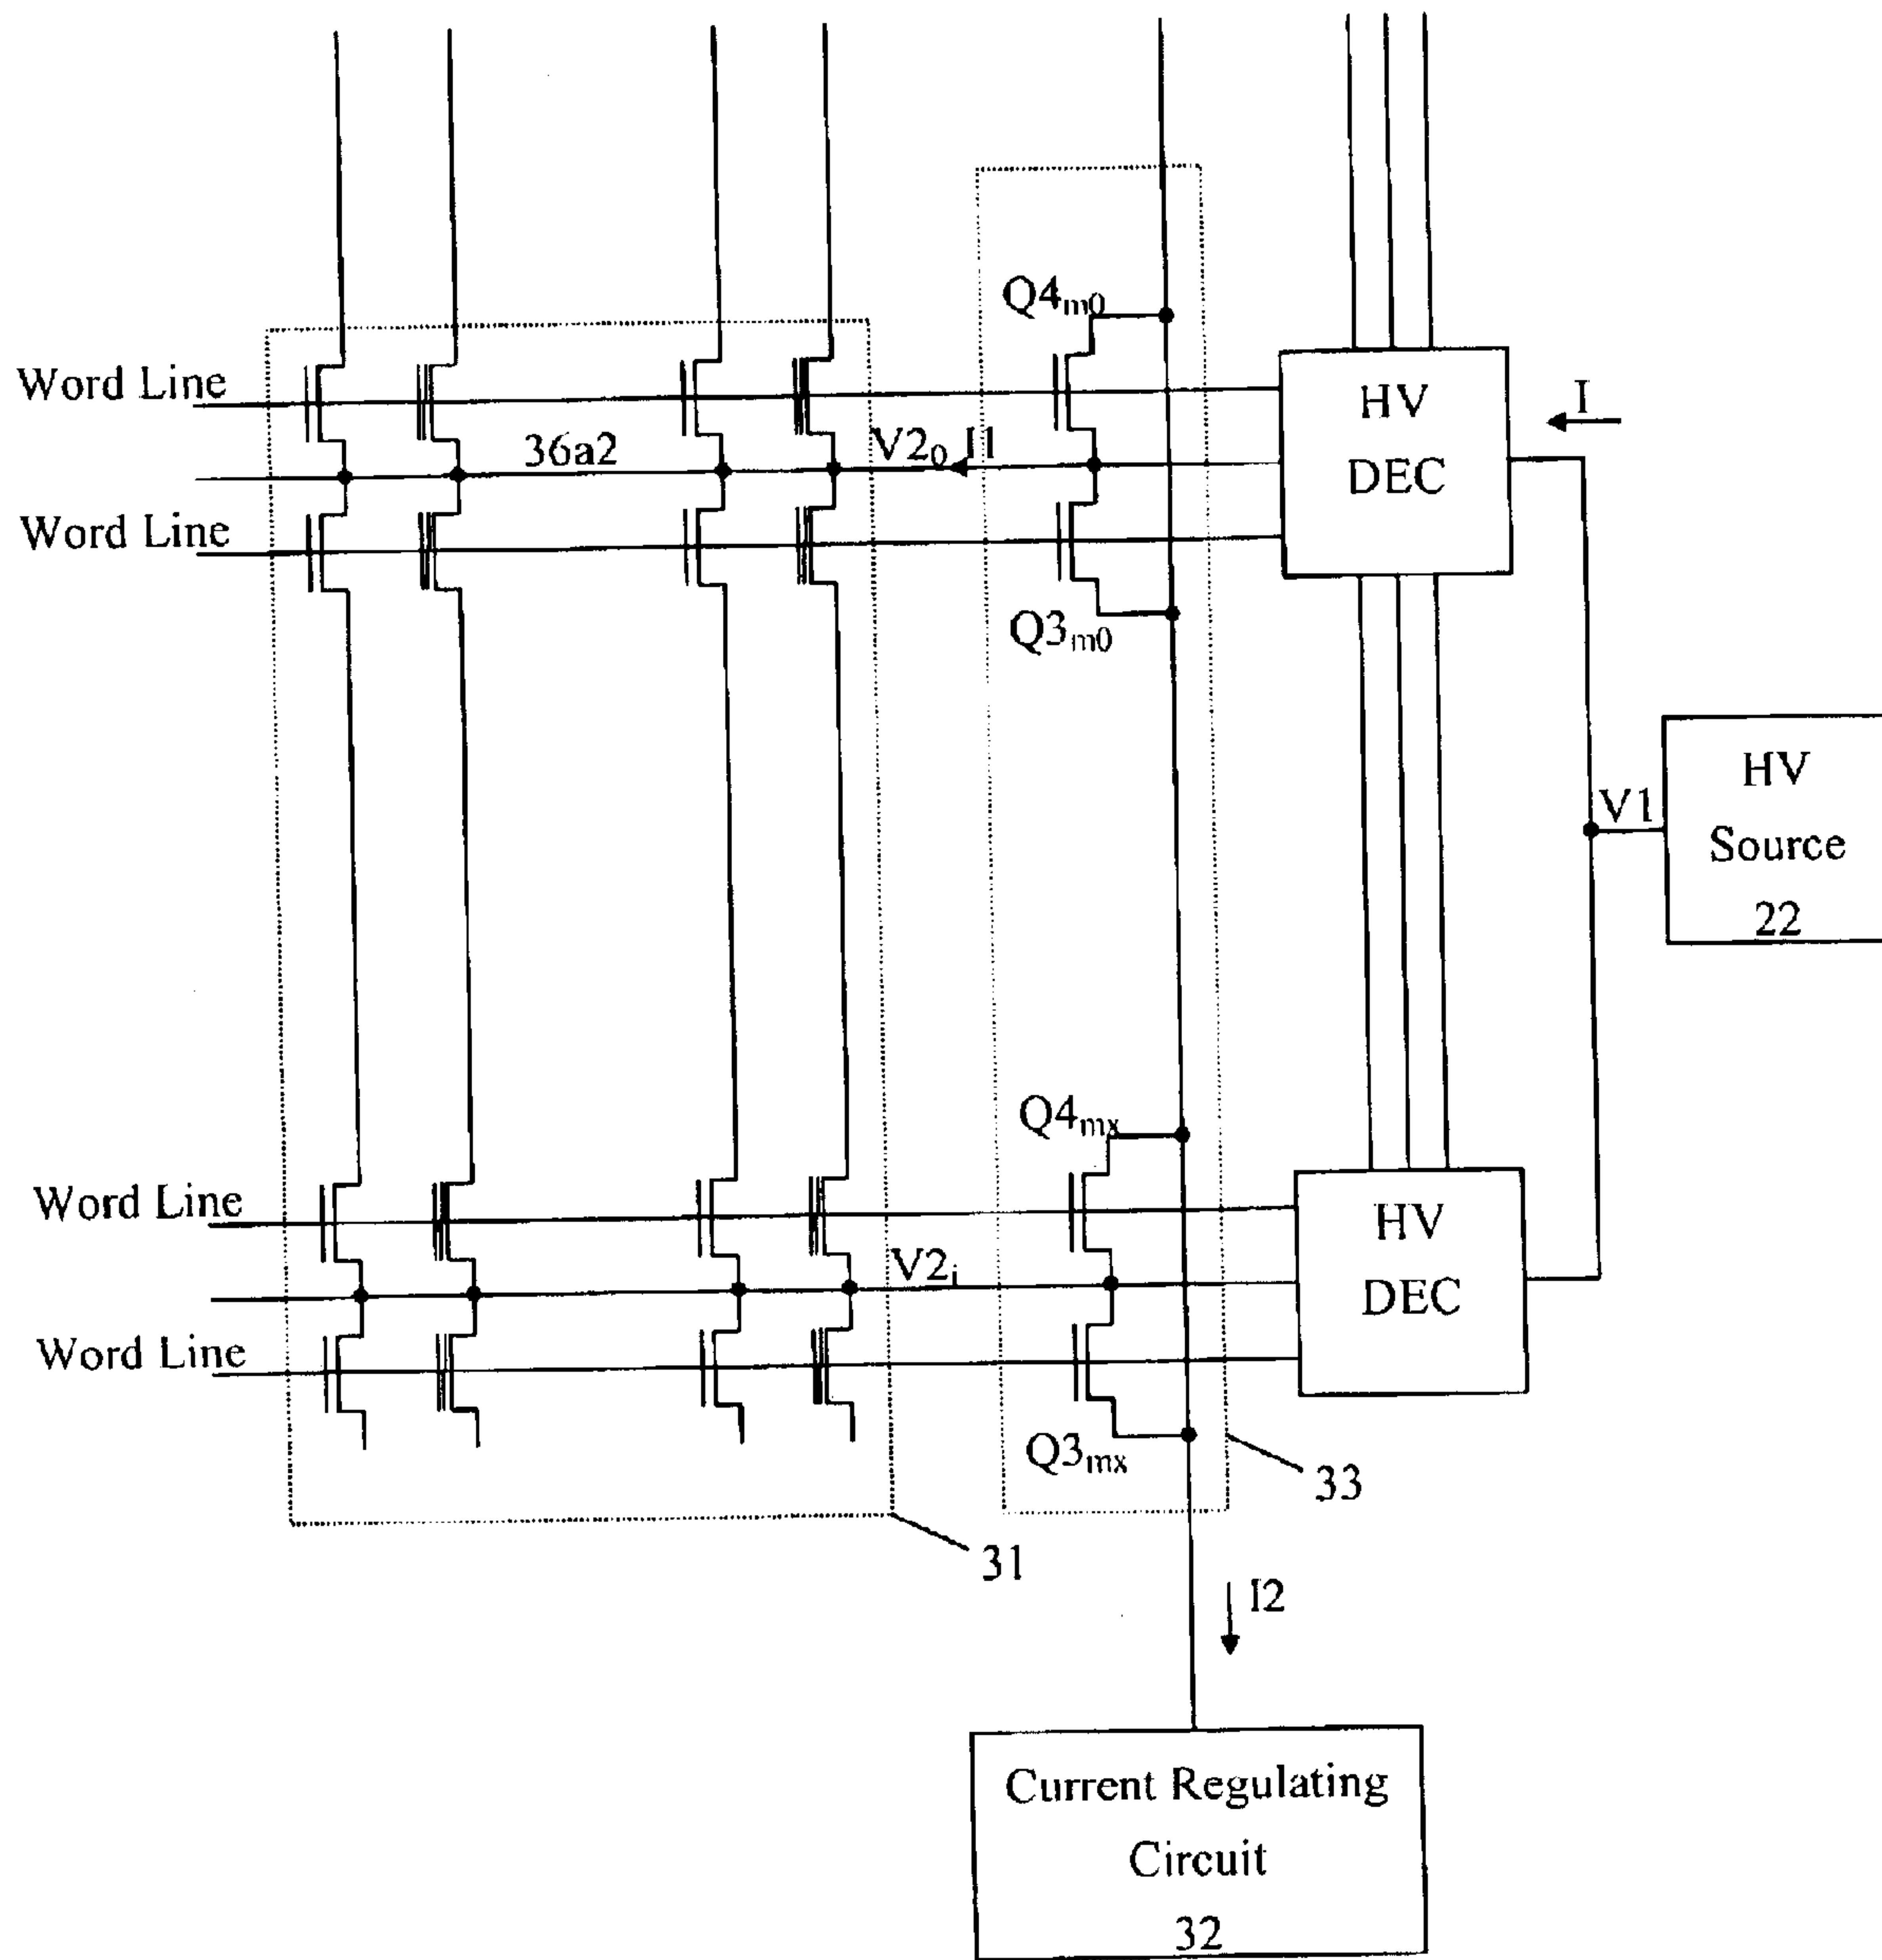 Q4m0
Word Line
HV
DEC
I
36a2
V20 I1
Word Line
Q3m0
HV
Source
22
V1
Q4mx
Word Line
HV
DEC
V2i
Word Line
Q3mx
33
31
I2
Current Regulating
Circuit
32